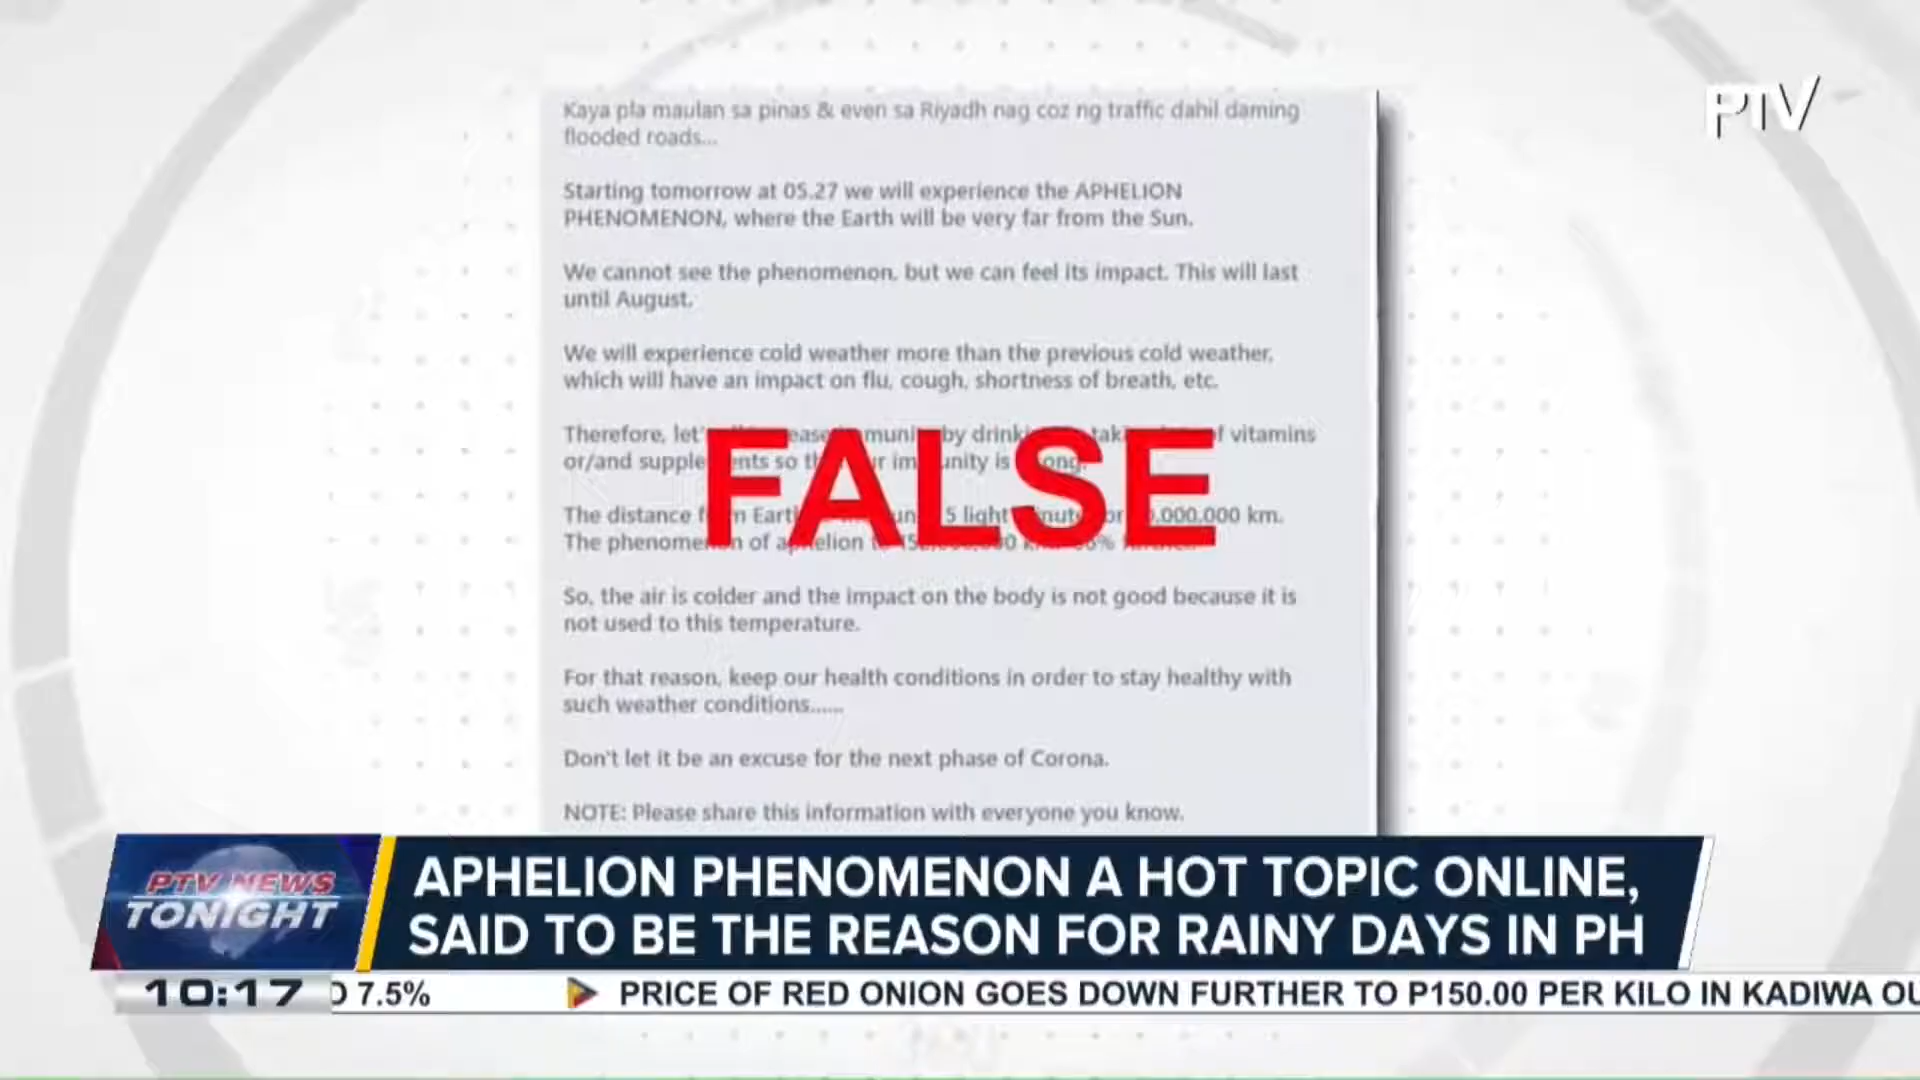 PTV
Kaya pla maulan sa pinas & even sa Riyadh nag coz ng traffic dahil daming
flooded roads...
Starting tomorrow at 05.27 we will experience the APHELION
PHENOMENON, where the Earth will be very far from the Sun.
We cannot see the phenomenon, but we can feel its impact. This will last
until August.
We will experience cold weather more than the previous cold weather,
which will have an impact on flu, cough, shortness of breath, etc.
Therefore, by of vitamins
or/and so is
FALSE
The distance 5 light km.
The phenomenon of aphelion
So, the air is colder and the impact on the body is not good because it is
not used to this temperature.
For that reason, keep our health conditions in order to stay healthy with
such weather conditions......
Don't let it be an excuse for the next phase of Corona.
NOTE: Please share this information with everyone you know.
PTV NEWS
TONIGHT
APHELION PHENOMENON A HOT TOPIC ONLINE,
SAID TO BE THE REASON FOR RAINY DAYS IN PH
10:17 7.5% PRICE OF RED ONION GOES DOWN FURTHER TO P150.00 PER KILO IN KADIWA